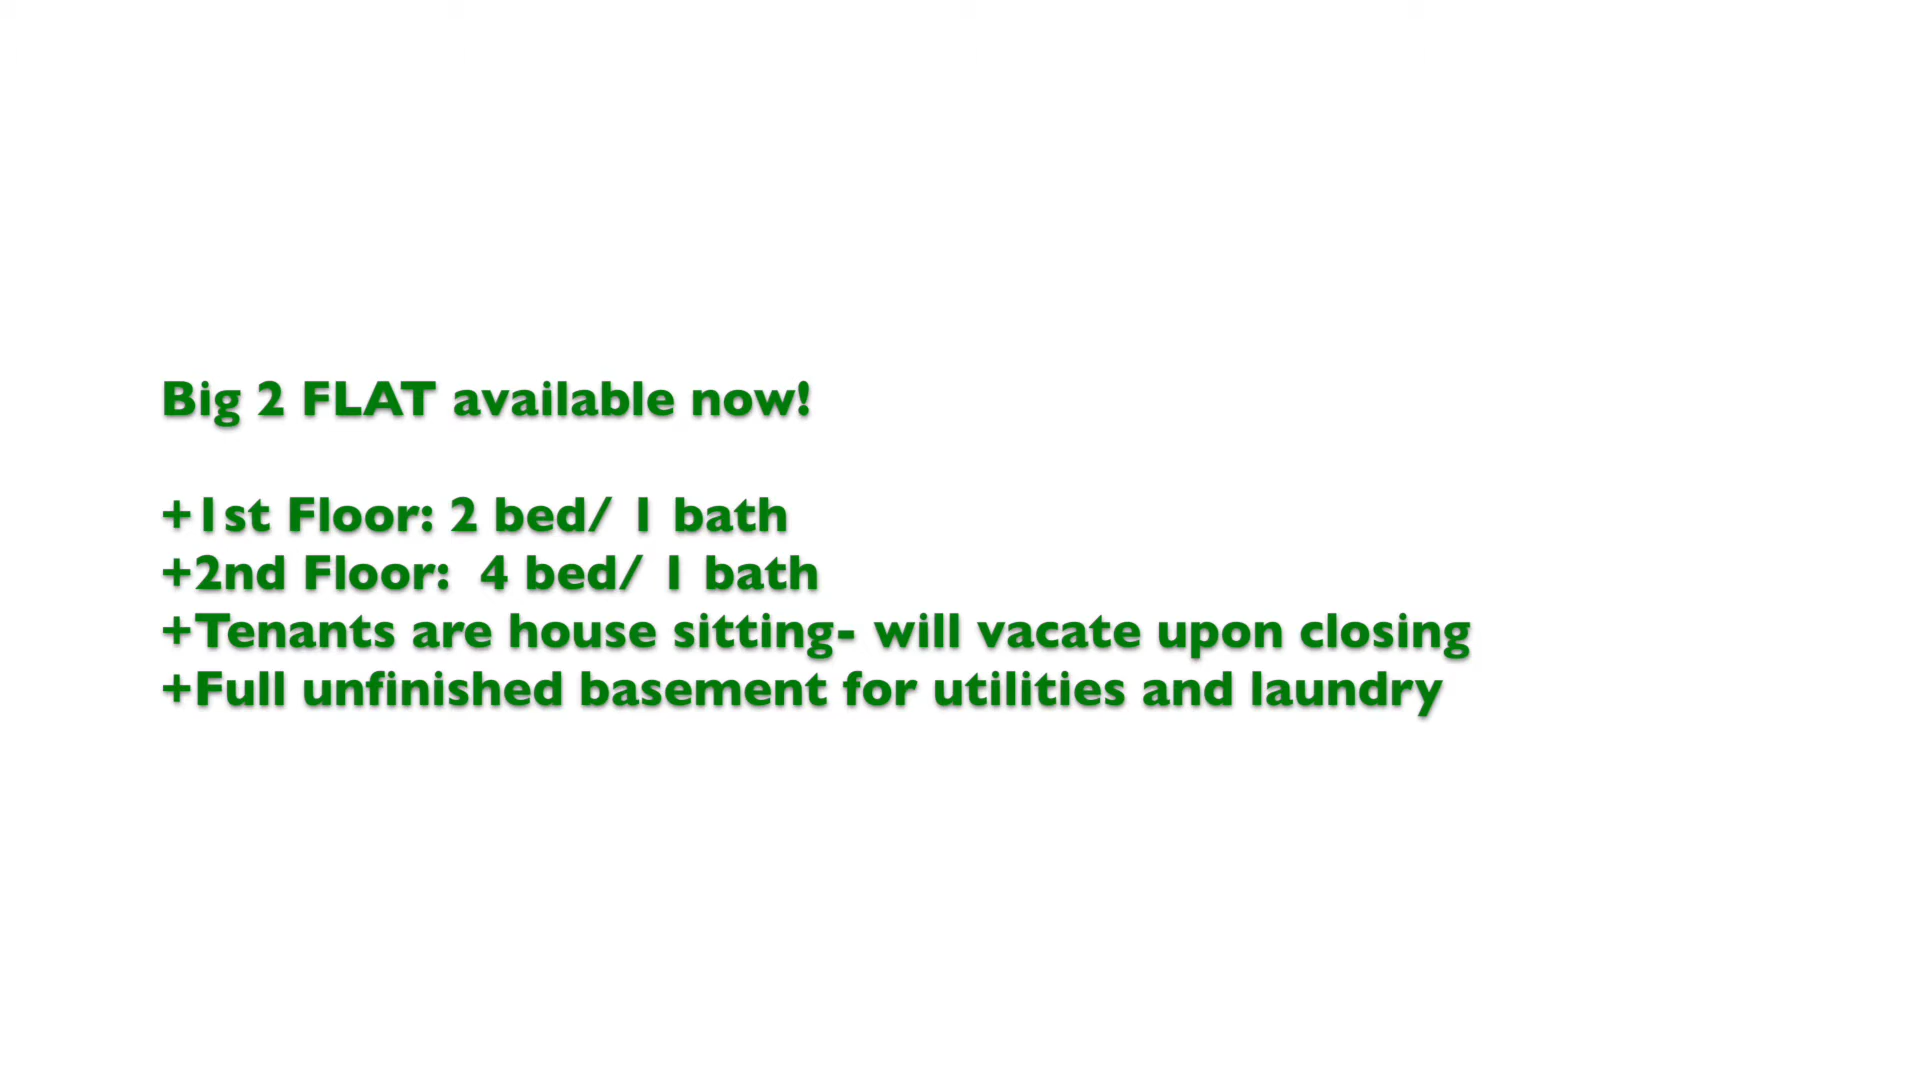 Big 2 FLAT available now!
+1st Floor: 2 bed/ 1 bath
+2nd Floor:  4 bed/ 1 bath
+Tenants are house sitting- will vacate upon closing
+Full unfinished basement for utilities and laundry